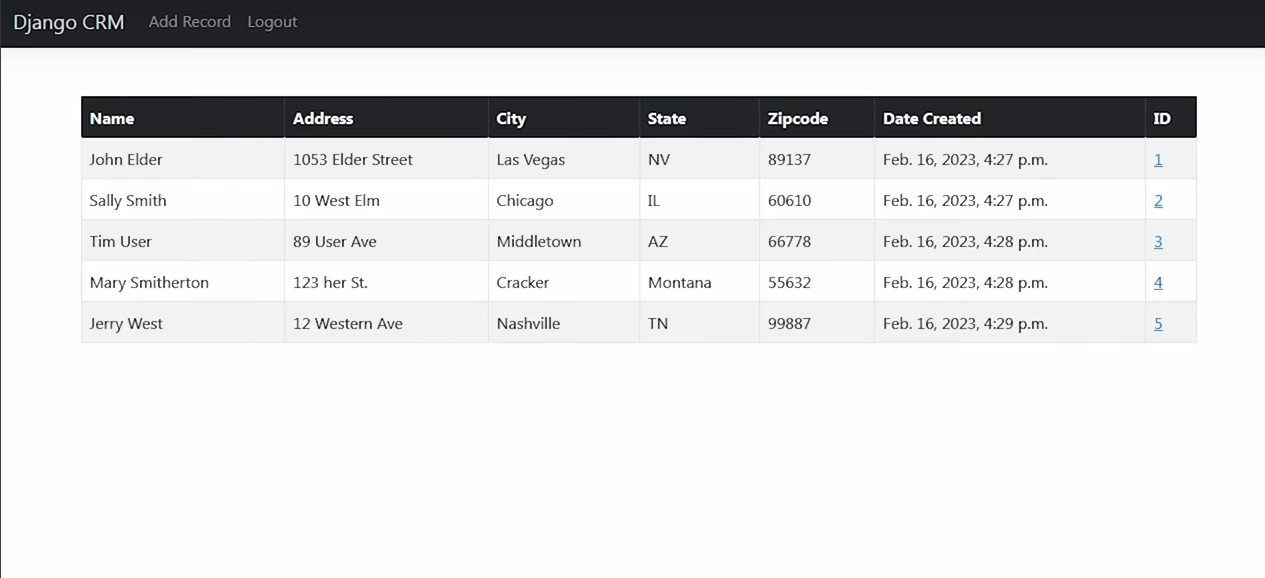 Django CRM Add Record Logout
Name Address City State Zipcode Date Created ID
John Elder 1053 Elder Street Las Vegas NV 89137 Feb. 16, 2023, 4:27 p.m. 1
Sally Smith 10 West Elm Chicago IL 60610 Feb. 16, 2023, 4:27 p.m. 2
Tim User 89 User Ave Middletown AZ 66778 Feb. 16, 2023, 4:28 p.m. 3
Mary Smitherton 123 her St. Cracker Montana 55632 Feb. 16, 2023, 4:28 p.m. 4
Jerry West 12 Western Ave Nashville TN 99887 Feb. 16, 2023, 4:29 p.m. 5